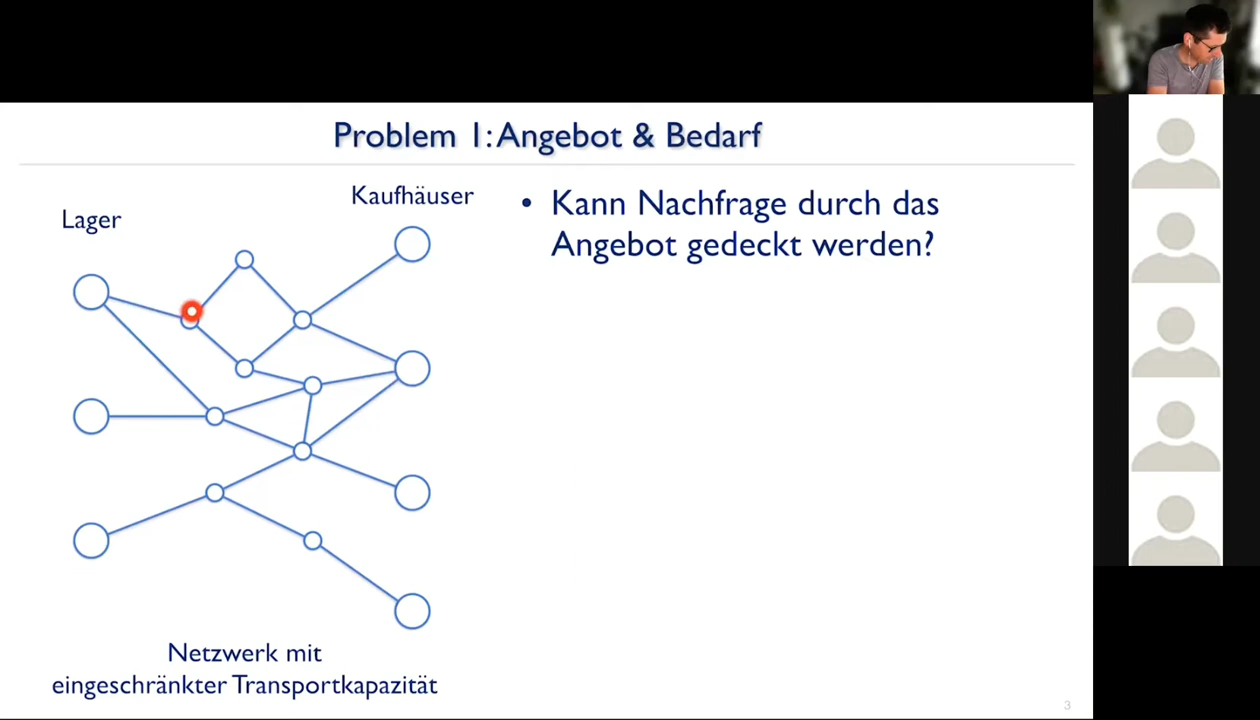 Problem 1: Angebot & Bedarf
Kaufhäuser
Lager
• Kann Nachfrage durch das
Angebot gedeckt werden?
Netzwerk mit
eingeschränkter Transportkapazität
3